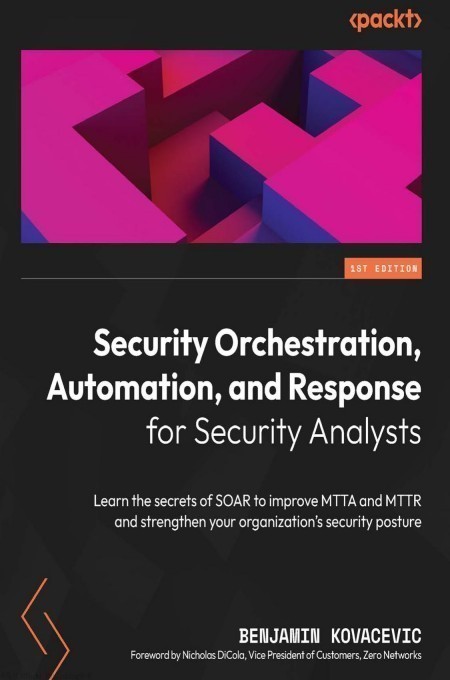 <packt>
1ST EDITION
Security Orchestration,
Automation, and Response
for Security Analysts
Learn the secrets of SOAR to improve MTTA and MTTR
and strengthen your organization's security posture
BENJAMIN KOVACEVIC
Foreword by Nicholas DiCola, Vice President of Customers, Zero Networks